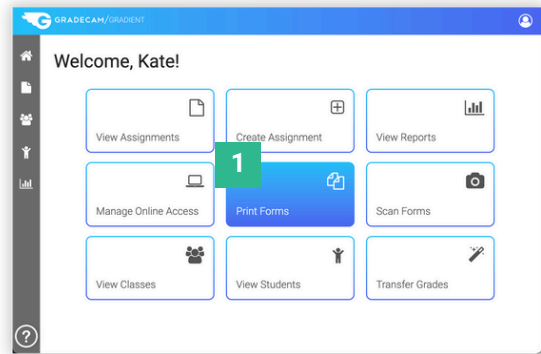 GRADECAM/GRADIENT
Welcome, Kate!
View Assignments
Create Assignment
View Reports
1
Manage Online Access
Print Forms
Scan Forms
View Classes
View Students
Transfer Grades
?